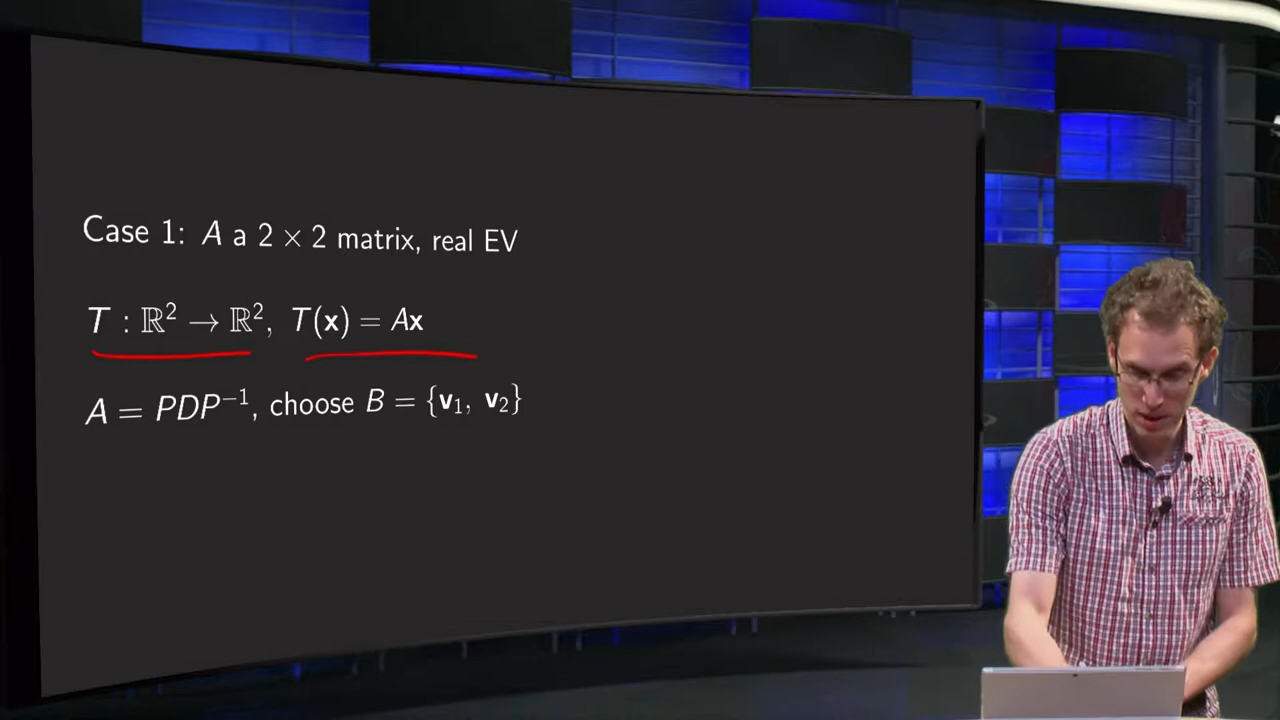 Case 1: A a 2 × 2 matrix, real EV
T : ℝ² → ℝ², T(x) = Ax
A = PDP⁻¹, choose B = {v₁, v₂}